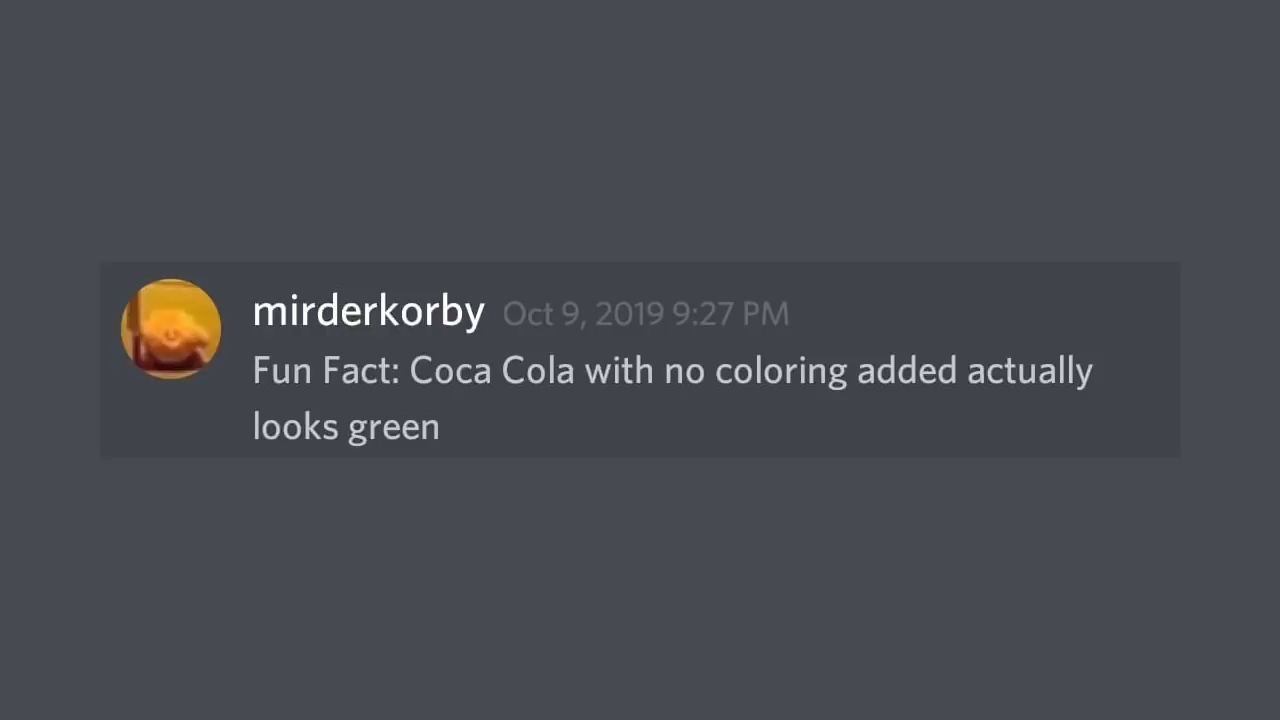 mirderkorby Oct 9, 2019 9:27 PM
Fun Fact: Coca Cola with no coloring added actually
looks green